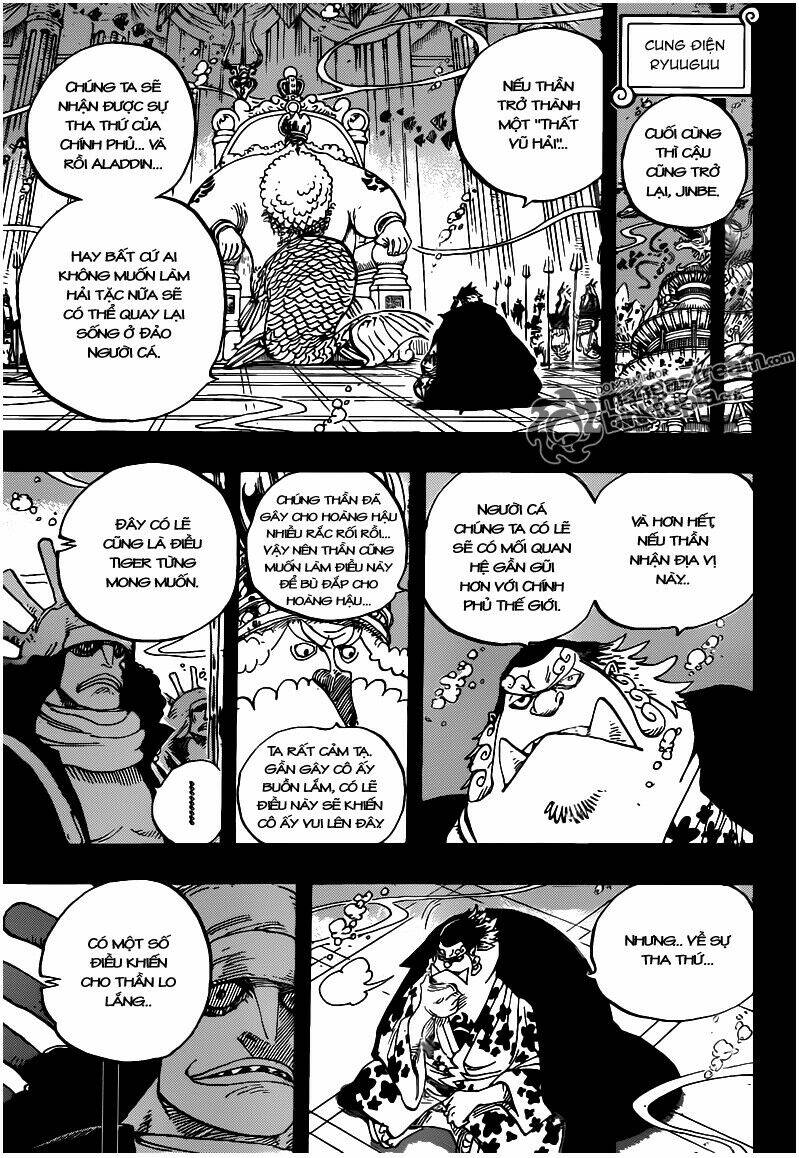 CUNG ĐIỆN
RYUUGUU
CUỐI CÙNG
THÌ CẬU
CŨNG TRỞ
LẠI, JINBE.
NẾU THẦN
TRỞ THÀNH
MỘT "THẤT
VŨ HẢI"...
CHÚNG TA SẼ
NHẬN ĐƯỢC SỰ
THA THỨ CỦA
CHÍNH PHỦ... VÀ
RỒI ALADDIN...
HAY BẤT CỨ AI
KHÔNG MUỐN LÀM
HẢI TẶC NỮA SẼ
CÓ THỂ QUAY LẠI
SỐNG Ở ĐẢO
NGƯỜI CÁ.
VÀ HƠN HẾT,
NẾU THẦN
NHẬN ĐỊA VỊ
NÀY...
NGƯỜI CÁ
CHÚNG TA CÓ LẼ
SẼ CÓ MỐI QUAN
HỆ GẦN GŨI
HƠN VỚI CHÍNH
PHỦ THẾ GIỚI.
CHÚNG THẦN ĐÃ
GÂY CHO HOÀNG HẬU
NHIỀU RẮC RỐI RỒI...
VẬY NÊN THẦN CŨNG
MUỐN LÀM ĐIỀU NÀY
ĐỂ BÙ ĐẮP CHO
HOÀNG HẬU...
TA RẤT CẢM TẠ.
GẦN GÂY CÔ ẤY
BUỒN LẮM, CÓ LẼ
ĐIỀU NÀY SẼ KHIẾN
CÔ ẤY VUI LÊN ĐÂY.
ĐÂY CÓ LẼ
CŨNG LÀ ĐIỀU
TIGER TỪNG
MONG MUỐN.
NHƯNG.. VỀ SỰ
THA THỨ...
CÓ MỘT SỐ
ĐIỀU KHIẾN
CHO THẦN LO
LẮNG..